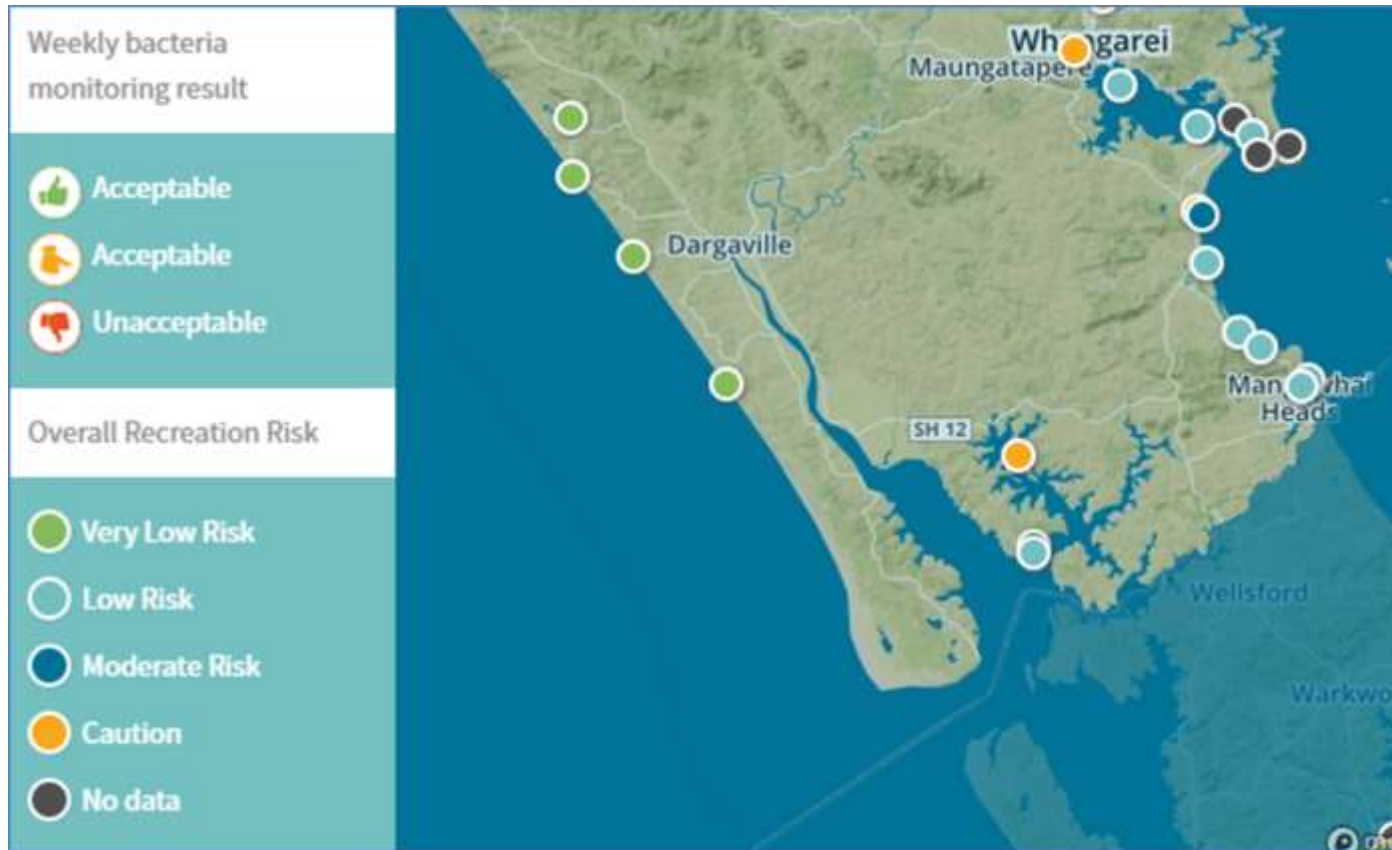 Weekly bacteria
monitoring result
Acceptable
Acceptable
Unacceptable
Overall Recreation Risk
Very Low Risk
Low Risk
Moderate Risk
Caution
No data
Maungatapere
Dargaville
SH 12
Heads
Wellsford